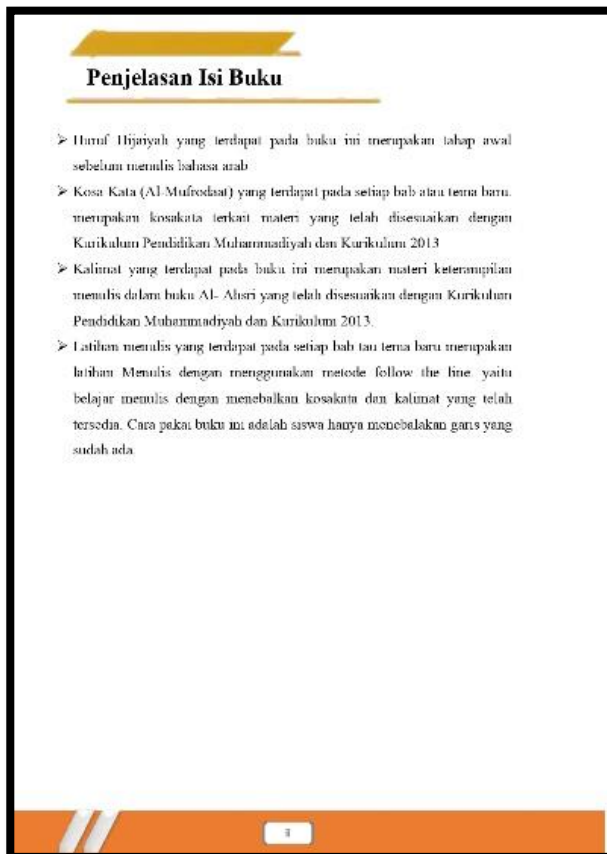 Penjelasan Isi Buku
➢ Huruf Hijaiyah yang terdapat pada buku ini merupakan tahap awal
sebelum menulis bahasa arab
➢ Kosa Kata (Al-Mufrodaat) yang terdapat pada setiap bab atau tema baru.
merupakan kosakata terkait materi yang telah disesuaikan dengan
Kurikulum Pendidikan Muhammadiyah dan Kurikulum 2013
➢ Kalimat yang terdapat pada buku ini merupakan materi keterampilan
menulis dalam buku Al- yang telah disesuaikan dengan Kurikulum
Pendidikan Muhammadiyah dan Kurikulum 2013.
➢ Latihan menulis yang terdapat pada setiap bab tau tema baru merupakan
latihan Menulis dengan menggunakan metode follow the line. yaitu
belajar menulis dengan menebalkan kosakata dan kalimat yang telah
tersedia. Cara pakai buku ini adalah siswa hanya menebalakan garis yang
sudah ada